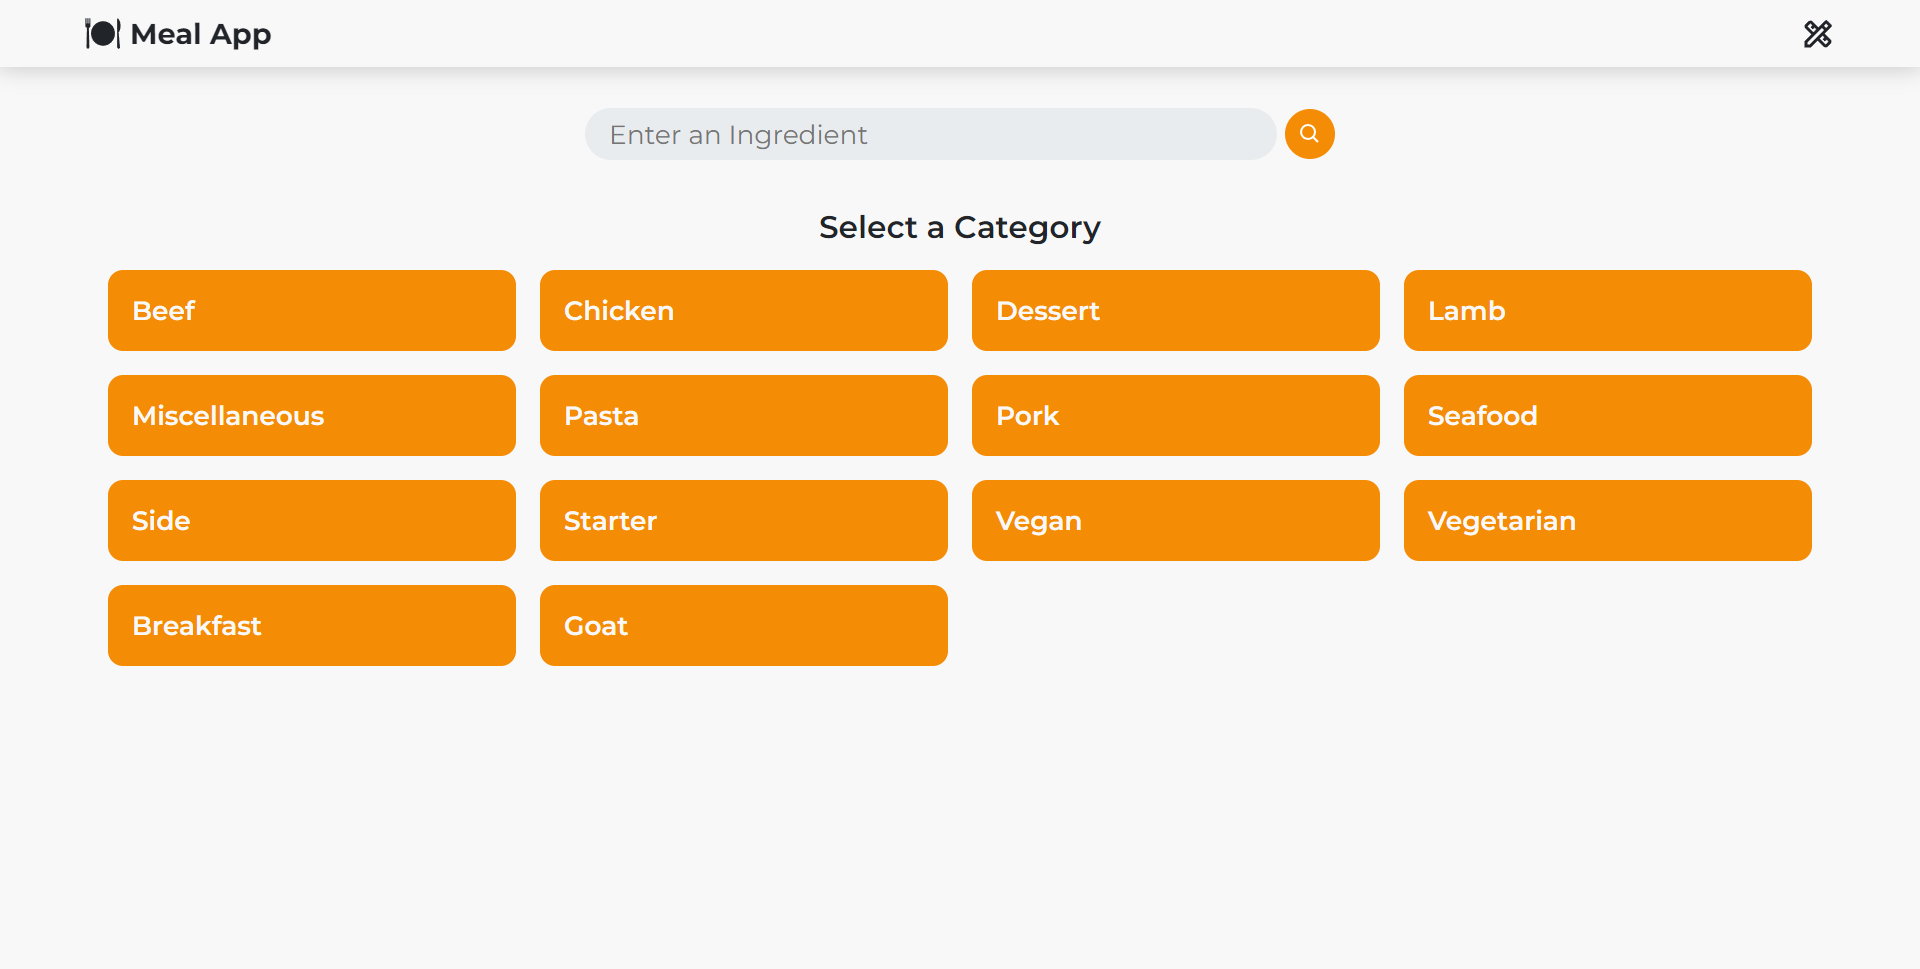 Meal App
Enter an Ingredient
Select a Category
Beef
Chicken
Dessert
Lamb
Miscellaneous
Pasta
Pork
Seafood
Side
Starter
Vegan
Vegetarian
Breakfast
Goat